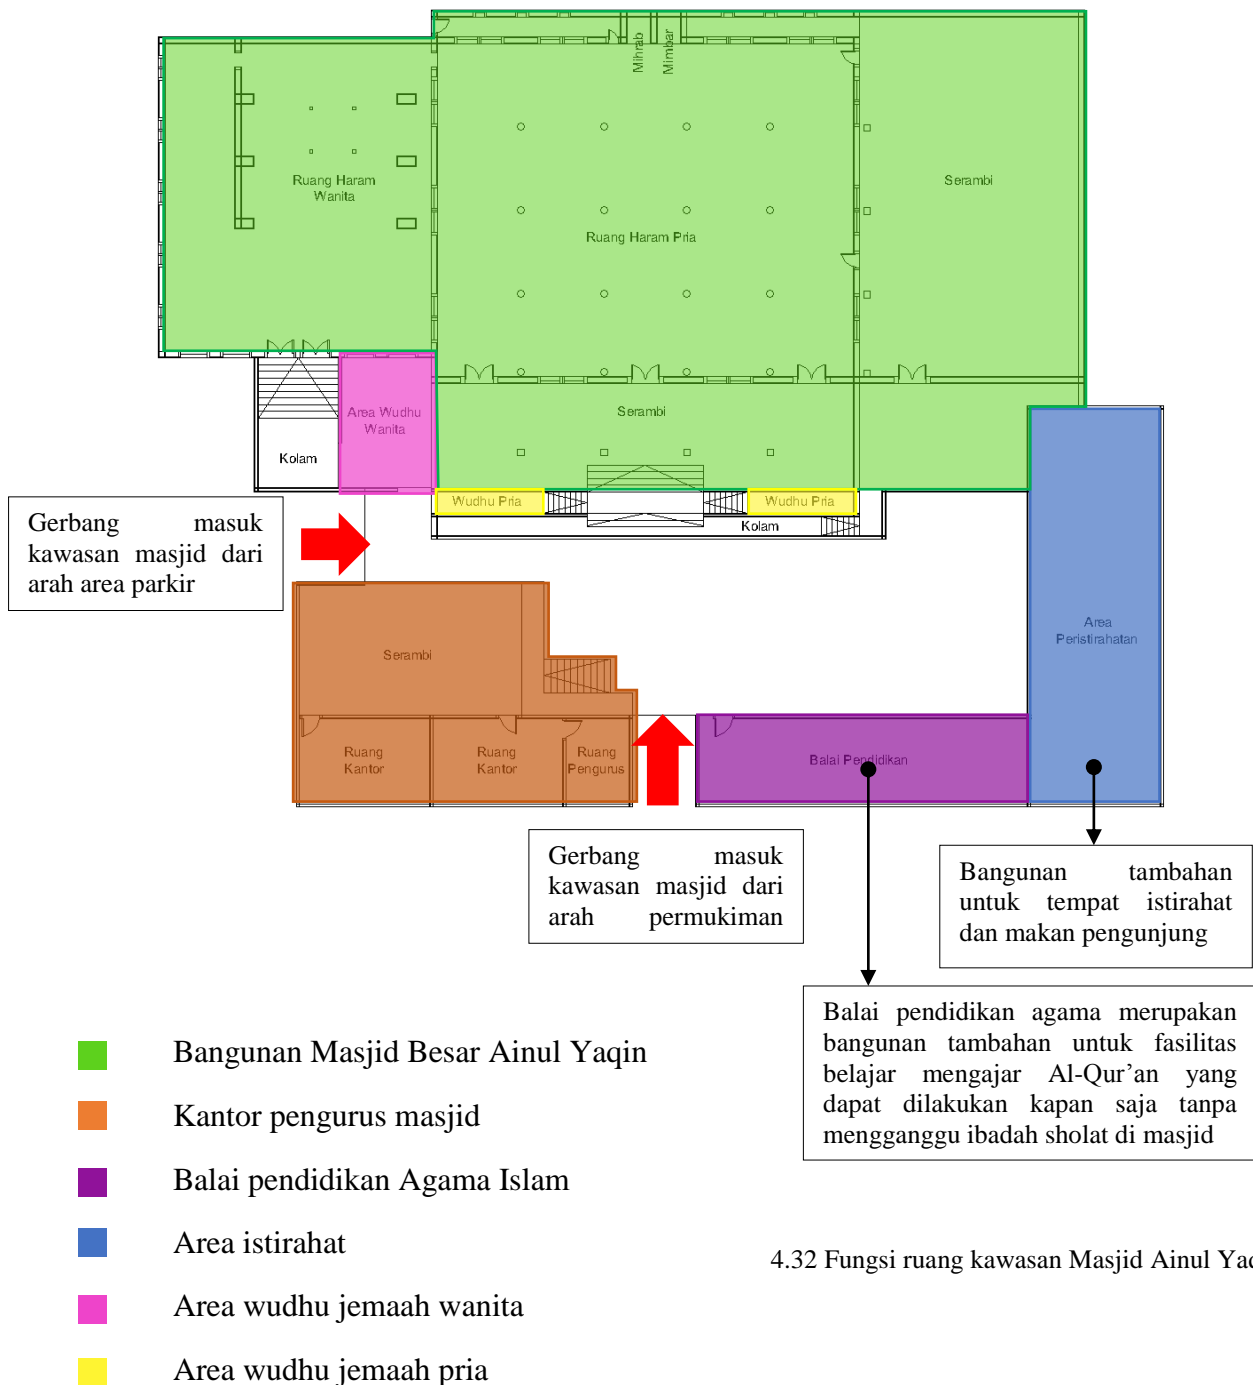 Mihrab
Mimbar
Ruang Haram
Wanita
Serambi
Ruang Haram Pria
Area Wudhu
Wanita
Serambi
Kolam
Wudhu Pria
Wudhu Pria
Kolam
Gerbang masuk
kawasan masjid dari
arah area parkir
Serambi
Area
Peristirahatan
Ruang
Kantor
Ruang
Kantor
Ruang
Pengurus
Balai Pendidikan
Gerbang masuk
kawasan masjid dari
arah permukiman
Bangunan tambahan
untuk tempat istirahat
dan makan pengunjung
Balai pendidikan agama merupakan
bangunan tambahan untuk fasilitas
belajar mengajar Al-Qur’an yang
dapat dilakukan kapan saja tanpa
mengganggu ibadah sholat di masjid
Bangunan Masjid Besar Ainul Yaqin
Kantor pengurus masjid
Balai pendidikan Agama Islam
Area istirahat
Area wudhu jemaah wanita
Area wudhu jemaah pria
4.32 Fungsi ruang kawasan Masjid Ainul